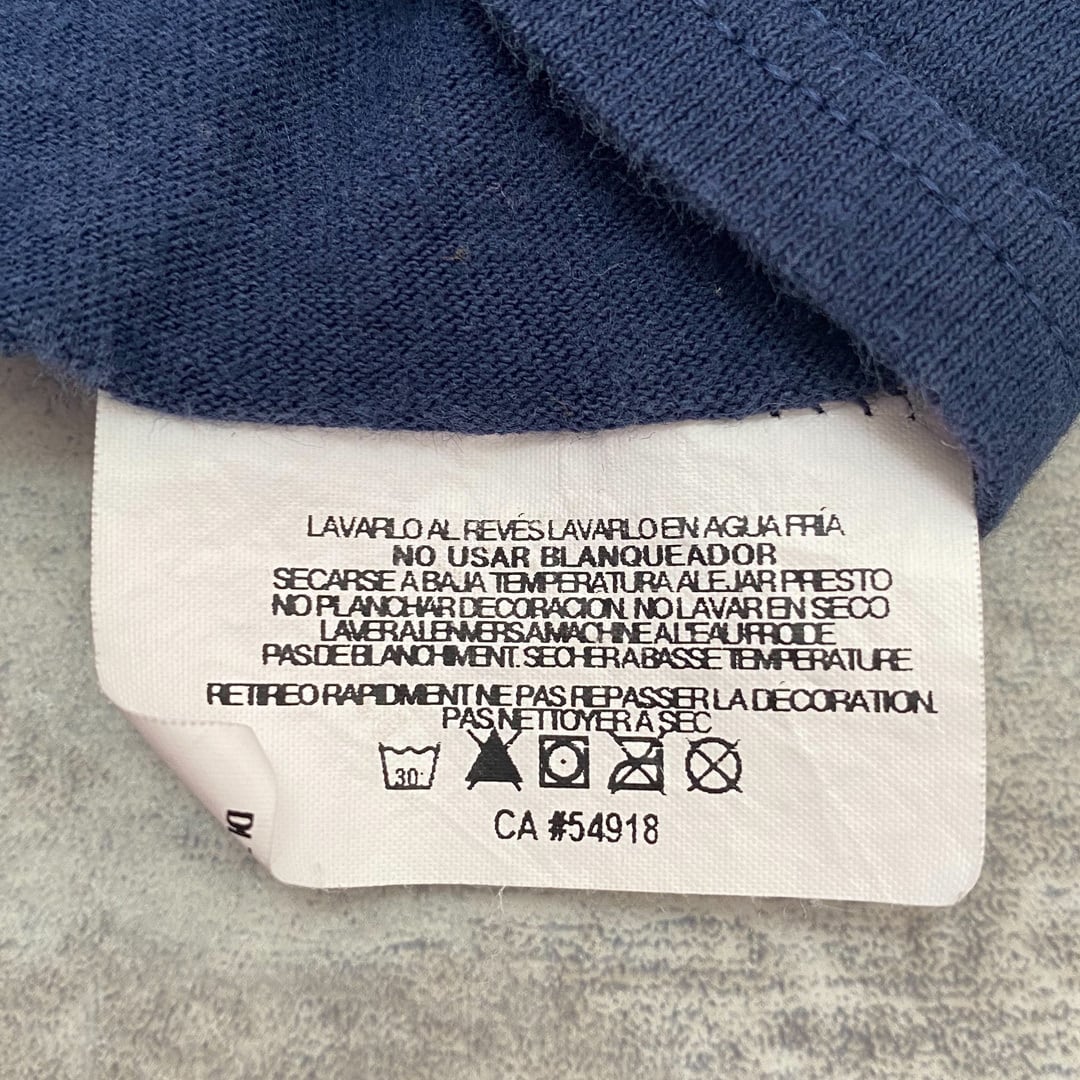 LAVARLO AL REVÉS LAVARLO EN AGUA FRÍA
NO USAR BLANQUEADOR
SECARSE A BAJA TEMPERATURA ALEJAR PRESTO
NO PLANCHAR DECORACION. NO LAVAR EN SECO
LAVER A L'ENVERS. A MACHINE A L'EAU FROIDE
PAS DE BLANCHIMENT. SECHER A BASSE TEMPERATURE
RETIREO RAPIDMENT NE PAS REPASSER LA DÉCORATION.
PAS NETTOYER A SEC
30
CA #54918